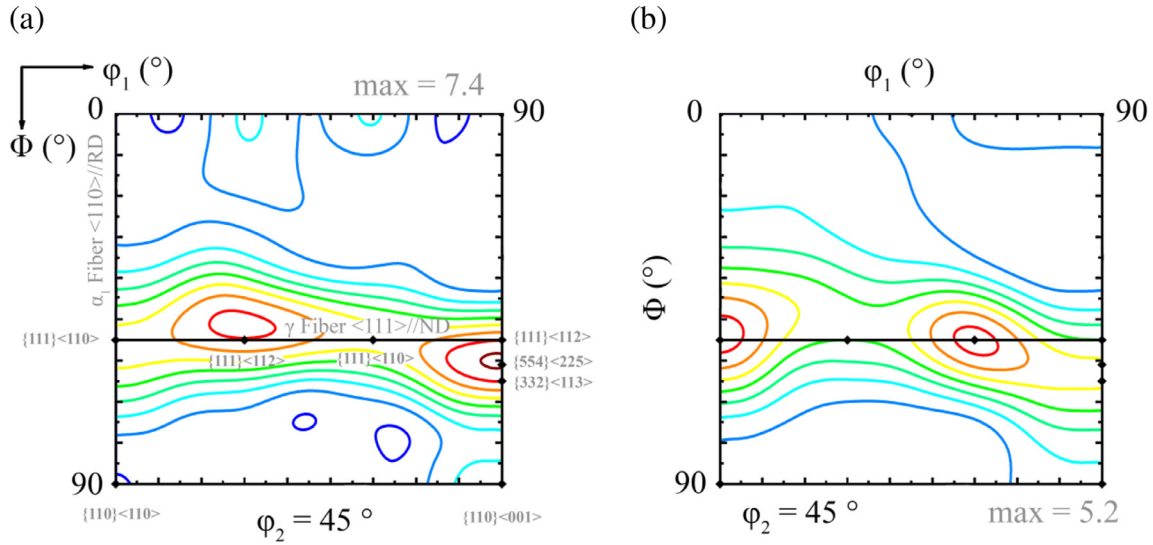 (a)
(b)
φ1 (°)
max = 7.4
φ1 (°)
0
90
0
90
Φ (°)
α1 Fiber <110>//RD
Φ (°)
γ Fiber <111>//ND
{111}<110>
{111}<112>
{111}<112>
{111}<110>
{554}<225>
{332}<113>
90
90
{110}<110>
φ2 = 45 °
{110}<001>
φ2 = 45 °
max = 5.2